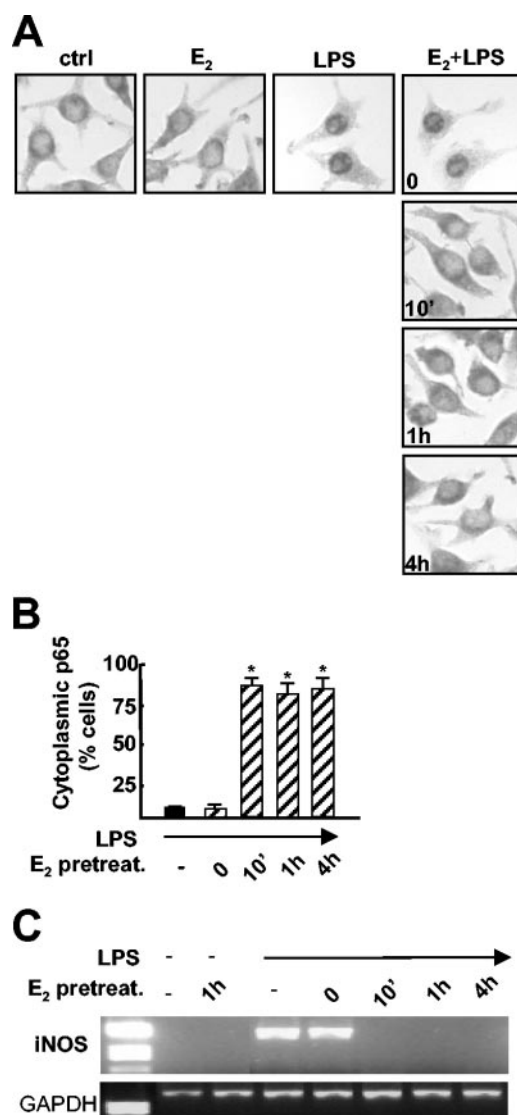 A
ctrl E₂ LPS E₂+LPS
0
10'
1h
4h
B
Cytoplasmic p65
(% cells)
100
75
50
25
LPS
E₂ pretreat. - 0 10' 1h 4h
C
LPS - -
E₂ pretreat. - 1h - 0 10' 1h 4h
iNOS
GAPDH